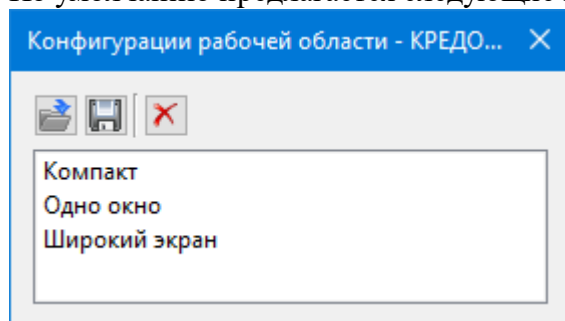 Конфигурации рабочей области - КРЕДО...
Компакт
Одно окно
Широкий экран